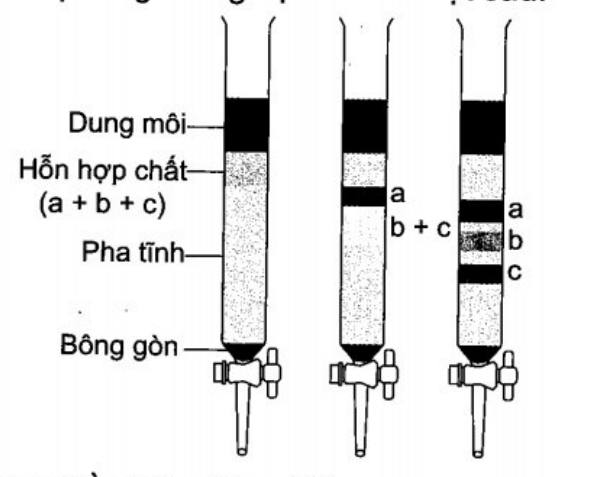 Dung môi
Hỗn hợp chất
(a + b + c)
Pha tĩnh
Bông gòn
a
b + c
a
b
c